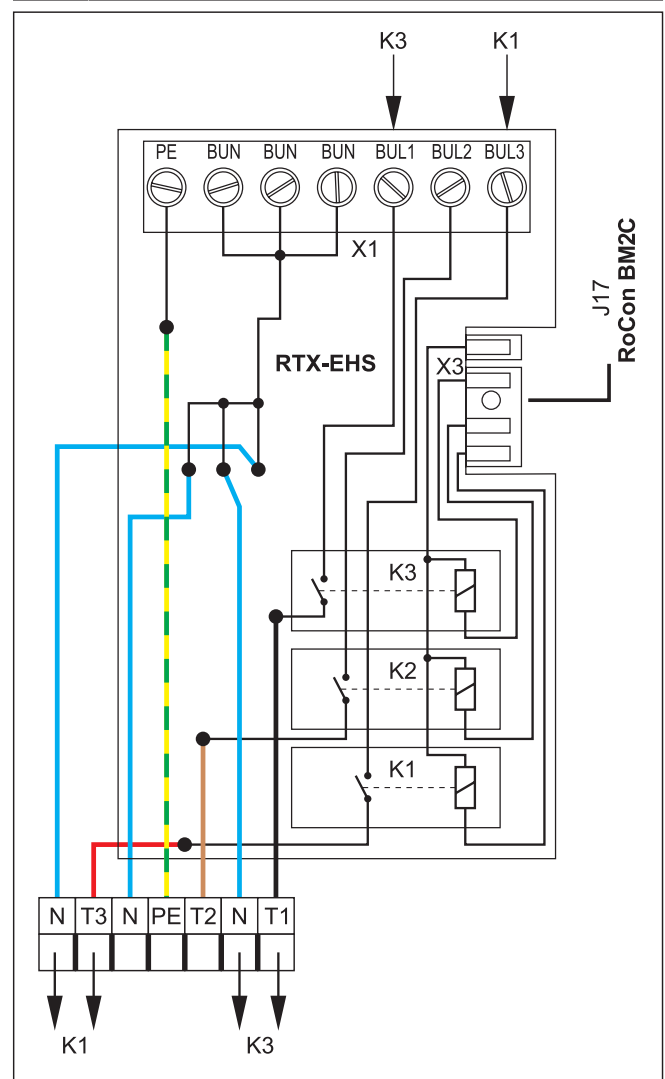 K3 K1
PE BUN BUN BUN BUL1 BUL2 BUL3
X1
J17
RoCon BM2C
RTX-EHS
X3
K3
K2
K1
N T3 N PE T2 N T1
K1 K3